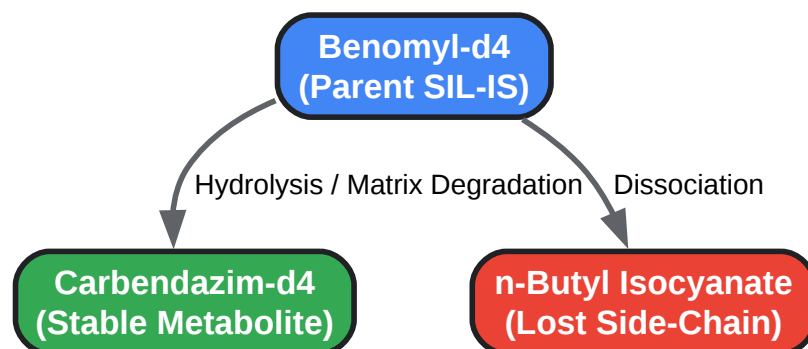 Benomyl-d4
(Parent SIL-IS)
Hydrolysis / Matrix Degradation
Dissociation
Carbendazim-d4
(Stable Metabolite)
n-Butyl Isocyanate
(Lost Side-Chain)